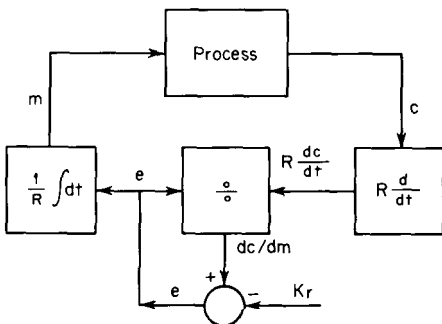 Process
m
c
1/R ∫dt
e
÷
R dc/dt
R d/dt
dc/dm
+
e
−
Kr